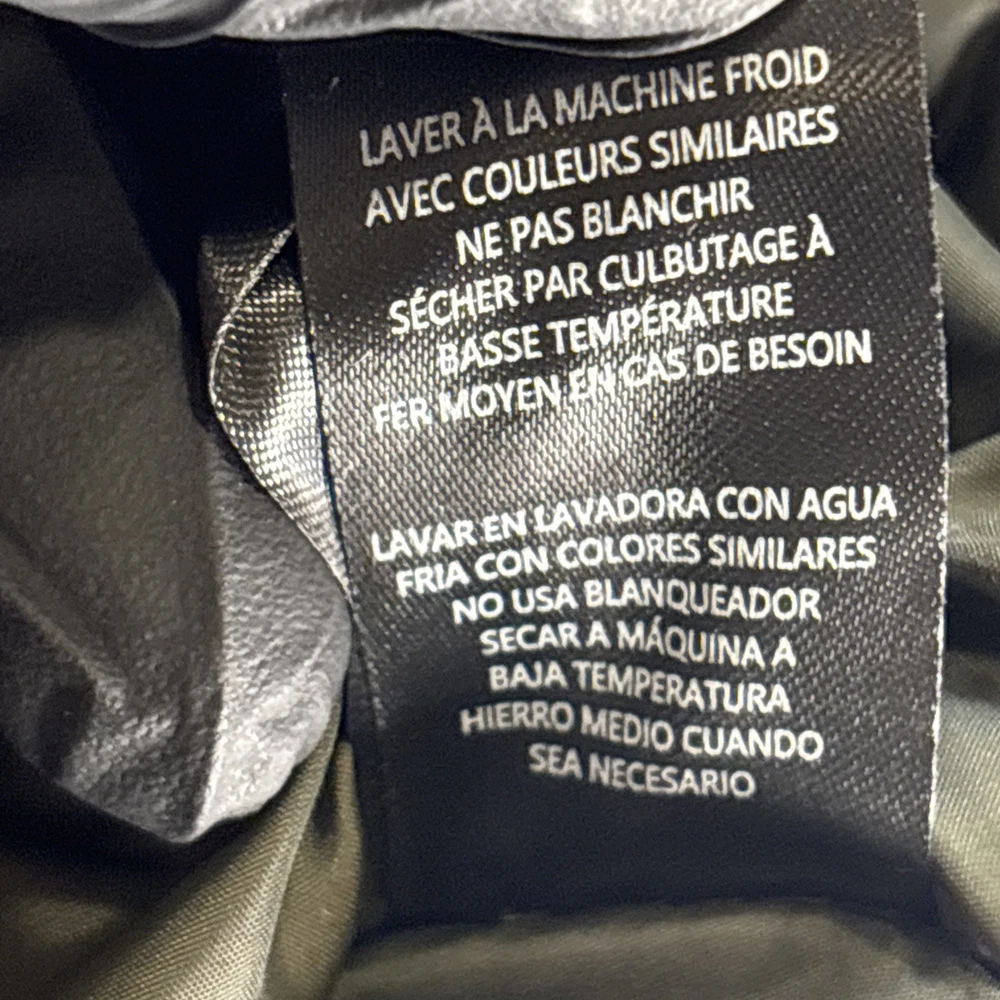 LAVER À LA MACHINE FROID
AVEC COULEURS SIMILAIRES
NE PAS BLANCHIR
SÉCHER PAR CULBUTAGE À
BASSE TEMPÉRATURE
FER MOYEN EN CAS DE BESOIN
LAVAR EN LAVADORA CON AGUA
FRIA CON COLORES SIMILARES
NO USA BLANQUEADOR
SECAR A MÁQUINA A
BAJA TEMPERATURA
HIERRO MEDIO CUANDO
SEA NECESARIO